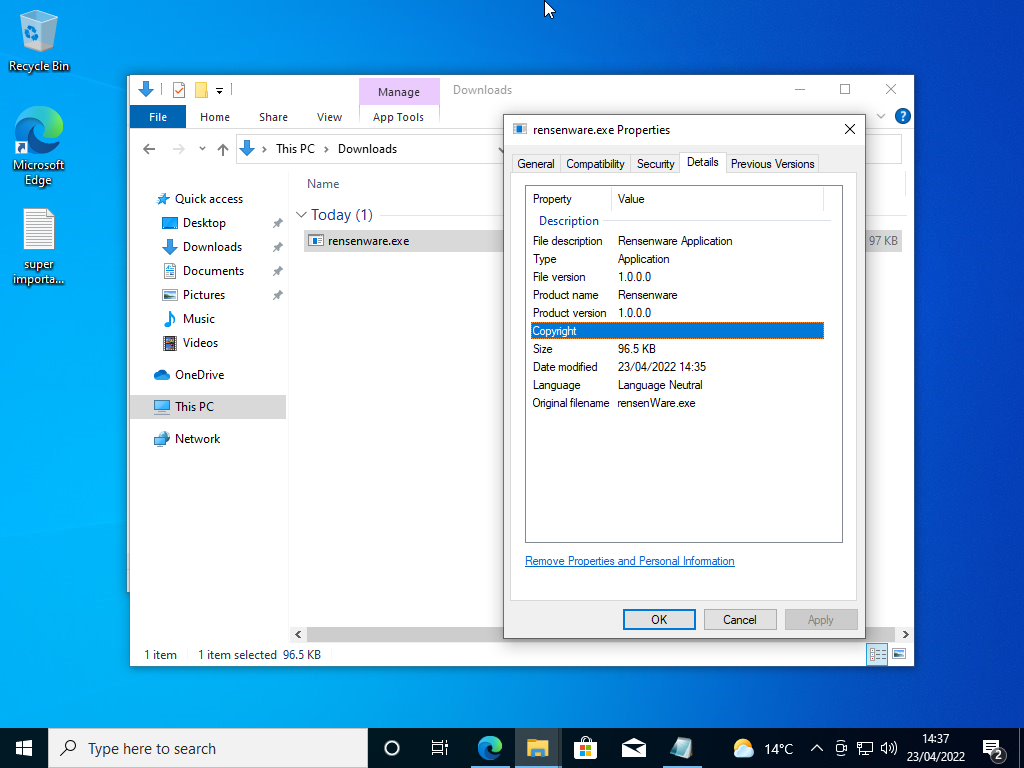 Recycle Bin
Microsoft
Edge
super
importa...
Manage
Downloads
File
Home
Share
View
App Tools
?
This PC
Downloads
Quick access
Desktop
Downloads
Documents
Pictures
Music
Videos
OneDrive
This PC
Network
Name
Today (1)
rensenware.exe
97 KB
rensenware.exe Properties
General
Compatibility
Security
Details
Previous Versions
Property Value
Description
File description Rensenware Application
Type Application
File version 1.0.0.0
Product name Rensenware
Product version 1.0.0.0
Copyright
Size 96.5 KB
Date modified 23/04/2022 14:35
Language Language Neutral
Original filename rensenWare.exe
Remove Properties and Personal Information
OK
Cancel
Apply
1 item
1 item selected 96.5 KB
Type here to search
14°C
14:37
23/04/2022
2